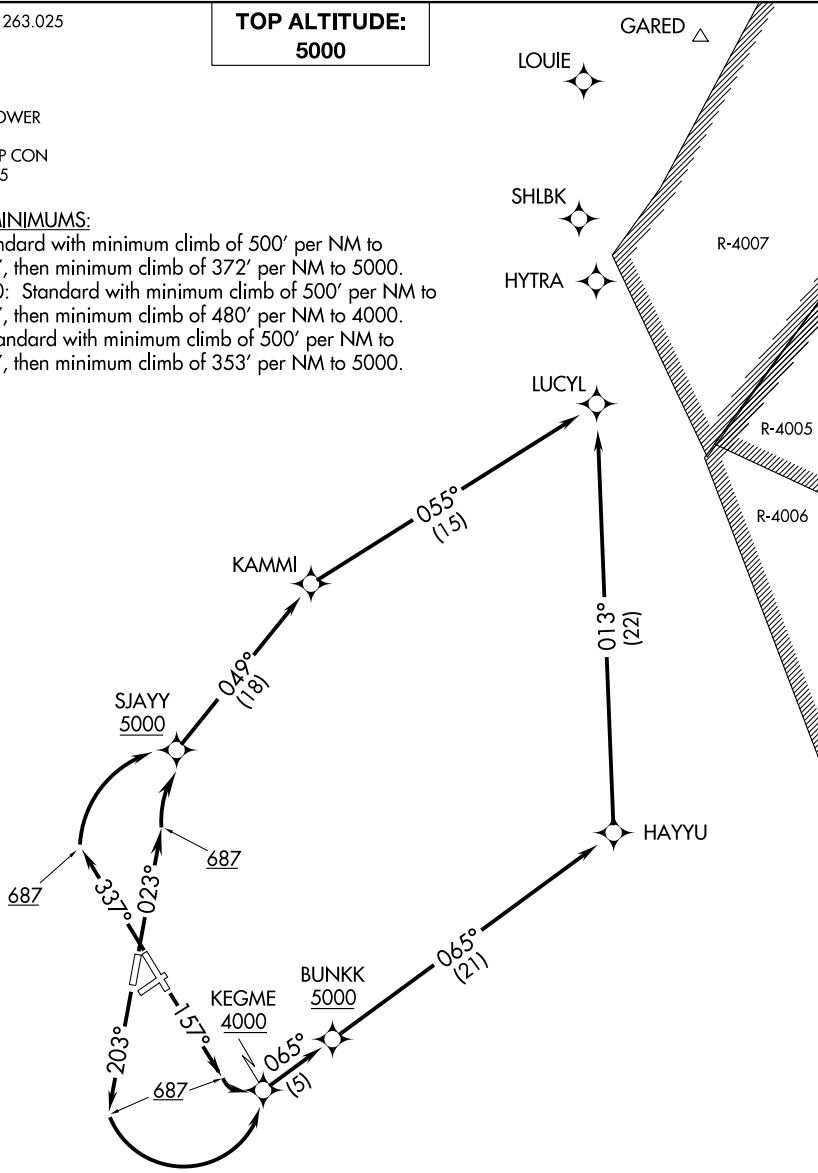 263.025
TOP ALTITUDE:
5000
GARED
LOUIE
OWER
P CON
5
SHLBK
MINIMUMS:
ndard with minimum climb of 500' per NM to
', then minimum climb of 372' per NM to 5000.
0: Standard with minimum climb of 500' per NM to
', then minimum climb of 480' per NM to 4000.
andard with minimum climb of 500' per NM to
', then minimum climb of 353' per NM to 5000.
R-4007
HYTRA
LUCYL
R-4005
R-4006
055°
(15)
KAMMI
013°
(22)
049°
(18)
SJAYY
5000
HAYYU
687
687
337°
023°
065°
(21)
BUNKK
5000
KEGME
4000
157°
203°
065°
(5)
687